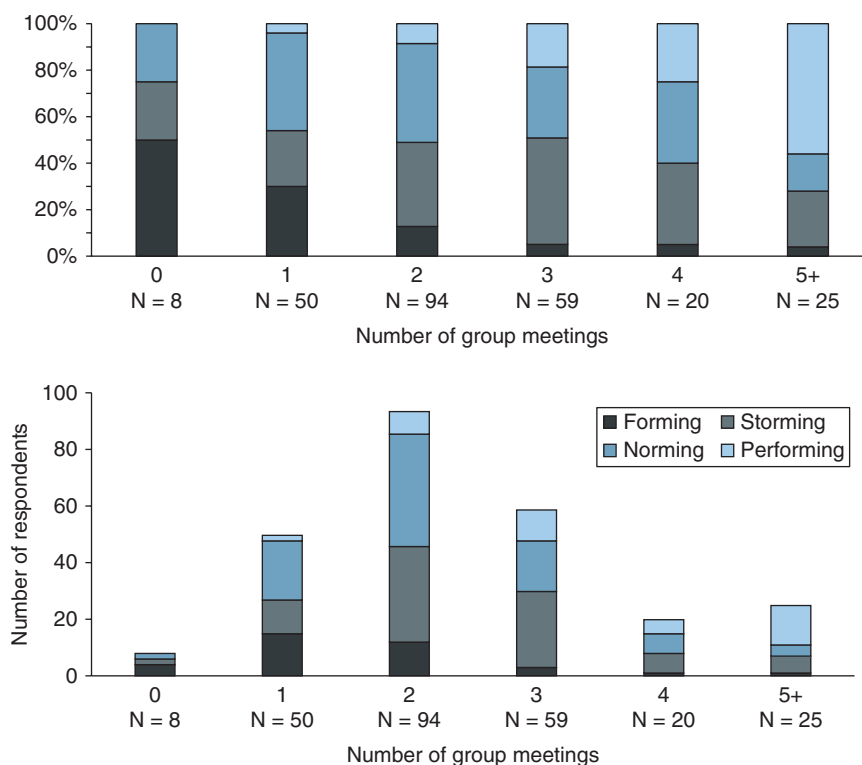 100%
80%
60%
40%
20%
0%
0 1 2 3 4 5+
N = 8 N = 50 N = 94 N = 59 N = 20 N = 25
Number of group meetings
Number of respondents
100
80
60
40
20
0
Forming Storming
Norming Performing
0 1 2 3 4 5+
N = 8 N = 50 N = 94 N = 59 N = 20 N = 25
Number of group meetings